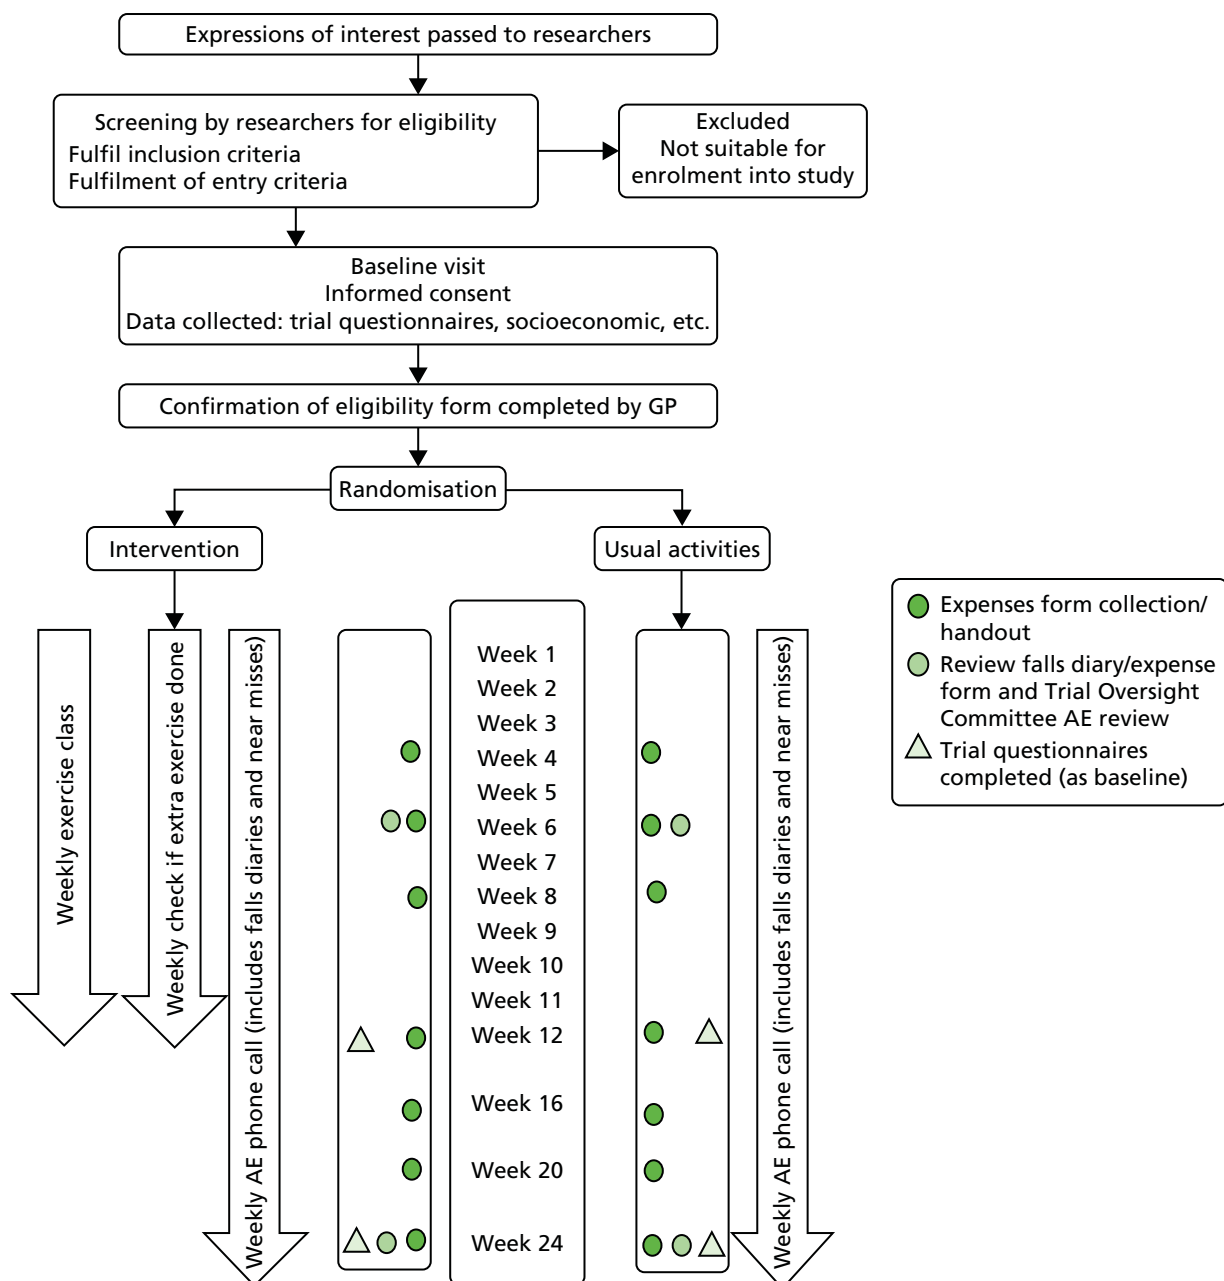 Expressions of interest passed to researchers
Screening by researchers for eligibility
Fulfil inclusion criteria
Fulfilment of entry criteria
Excluded
Not suitable for
enrolment into study
Baseline visit
Informed consent
Data collected: trial questionnaires, socioeconomic, etc.
Confirmation of eligibility form completed by GP
Randomisation
Intervention
Usual activities
Weekly exercise class
Weekly check if extra exercise done
Weekly AE phone call (includes falls diaries and near misses)
Week 1
Week 2
Week 3
Week 4
Week 5
Week 6
Week 7
Week 8
Week 9
Week 10
Week 11
Week 12
Week 16
Week 20
Week 24
Weekly AE phone call (includes falls diaries and near misses)
Expenses form collection/
handout
Review falls diary/expense
form and Trial Oversight
Committee AE review
Trial questionnaires
completed (as baseline)